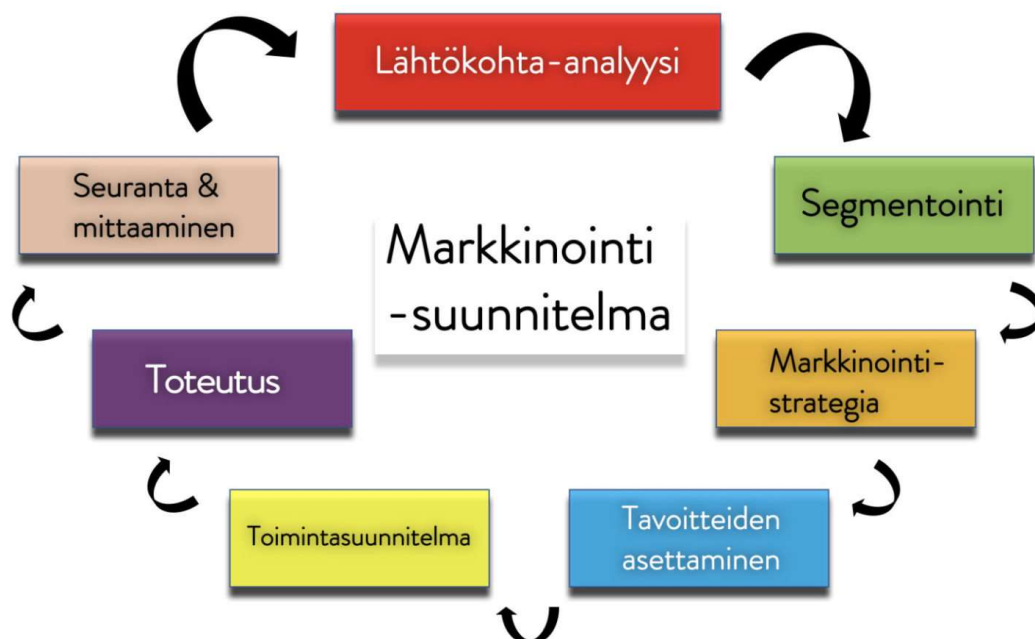 Lähtökohta-analyysi
Segmentointi
Markkinointi-
strategia
Tavoitteiden
asettaminen
Toimintasuunnitelma
Toteutus
Seuranta &
mittaaminen
Markkinointi
-suunnitelma